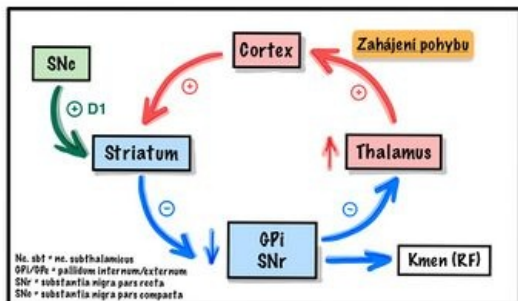 Cortex
Zahájení pohybu
SNc
⊕ D1
⊕
⊕
Striatum
Thalamus
⊖
⊖
GPi
SNr
Kmen (RF)
Nc. sbt = nc. subthalamicus
GPi/GPe = pallidum internum/externum
SNr = substantia nigra pars recta
SNc = substantia nigra pars compacta